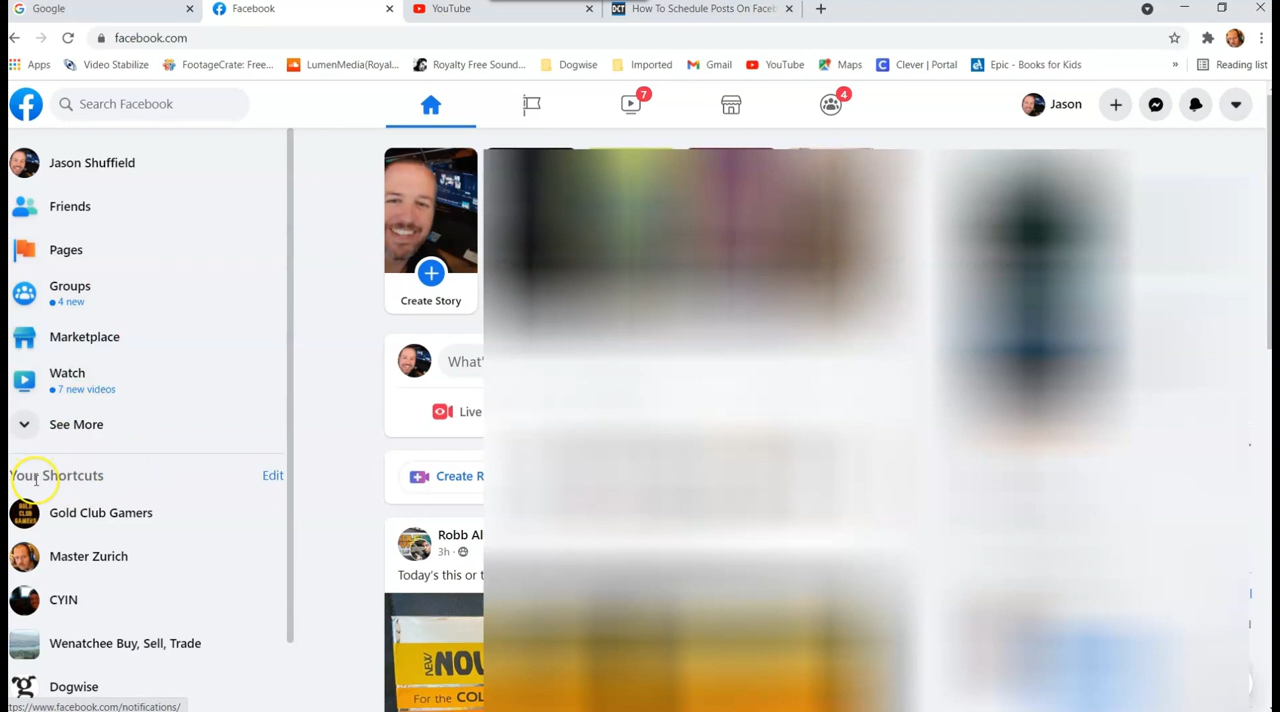 Google
Facebook
YouTube
How To Schedule Posts On Faceb
facebook.com
Apps
Video Stabilize
FootageCrate: Free...
LumenMedia(Royal...
Royalty Free Sound...
Dogwise
Imported
Gmail
YouTube
Maps
Clever | Portal
Epic - Books for Kids
»
Reading list
Search Facebook
7
4
Jason
Jason Shuffield
Friends
Pages
Groups
4 new
Marketplace
Watch
7 new videos
See More
Your Shortcuts
Edit
Gold Club Gamers
Master Zurich
CYIN
Wenatchee Buy, Sell, Trade
Dogwise
Create Story
What'
Live
Create R
Robb Al
3h ·
Today's this or t
NEW
NOV
For the COL
tps://www.facebook.com/notifications/